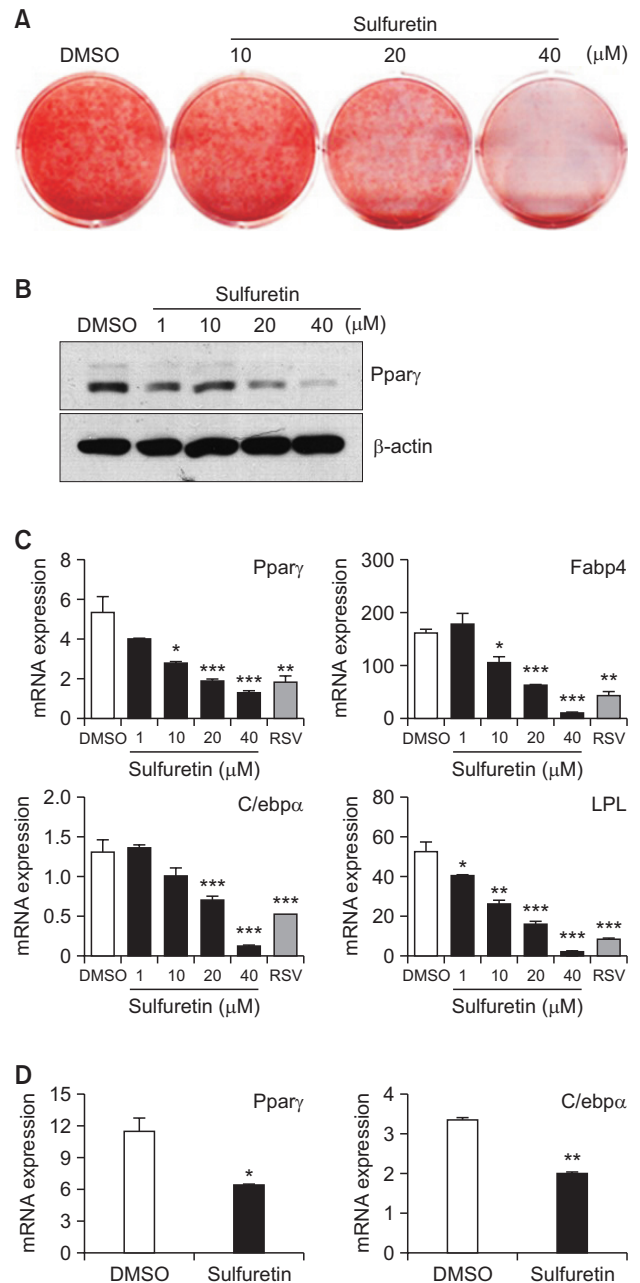 A
Sulfuretin
DMSO 10 20 40 (μM)
B
Sulfuretin
DMSO 1 10 20 40 (μM)
Pparγ
β-actin
C
mRNA expression
8
6
4
2
0
Pparγ
* *** *** **
DMSO 1 10 20 40 RSV
Sulfuretin (μM)
mRNA expression
300
200
100
0
Fabp4
* *** *** **
DMSO 1 10 20 40 RSV
Sulfuretin (μM)
mRNA expression
2.0
1.5
1.0
0.5
0
C/ebpα
*** *** ***
DMSO 1 10 20 40 RSV
Sulfuretin (μM)
mRNA expression
80
60
40
20
0
LPL
* ** *** *** ***
DMSO 1 10 20 40 RSV
Sulfuretin (μM)
D
mRNA expression
15
12
9
6
3
0
Pparγ
*
DMSO Sulfuretin
mRNA expression
4
3
2
1
0
C/ebpα
**
DMSO Sulfuretin